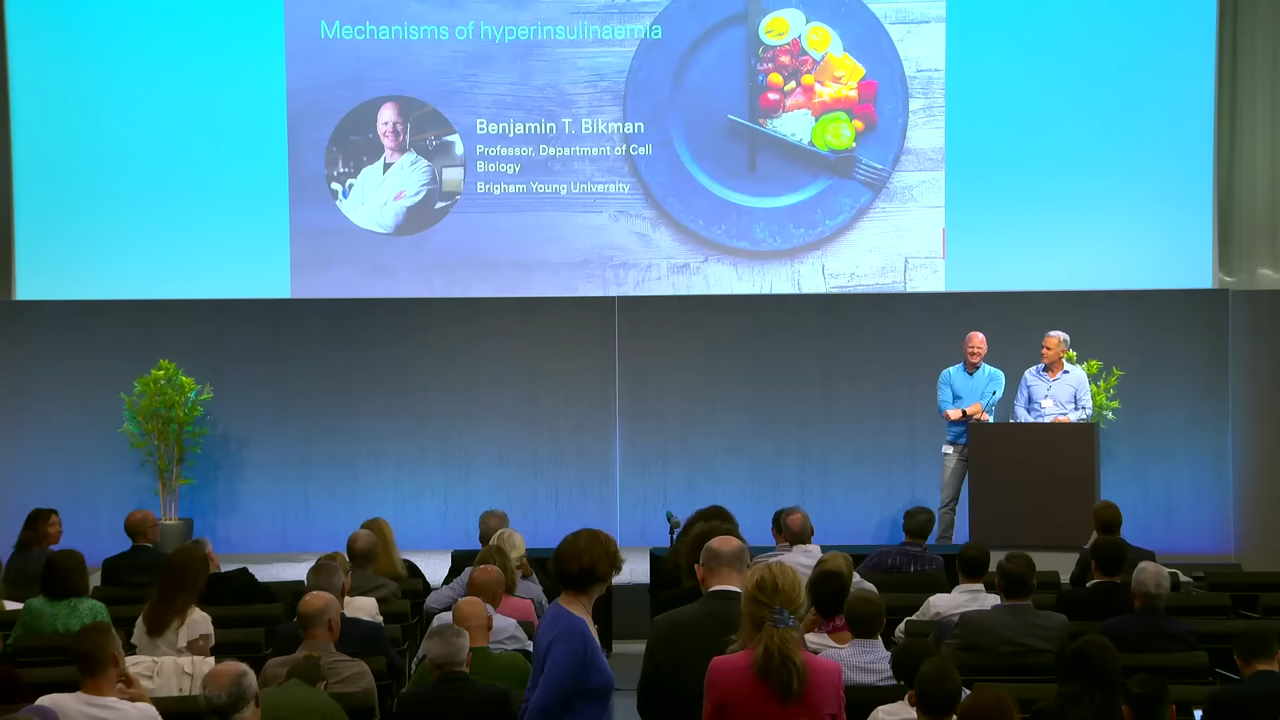 Mechanisms of hyperinsulinaemia
Benjamin T. Bikman
Professor, Department of Cell
Biology
Brigham Young University